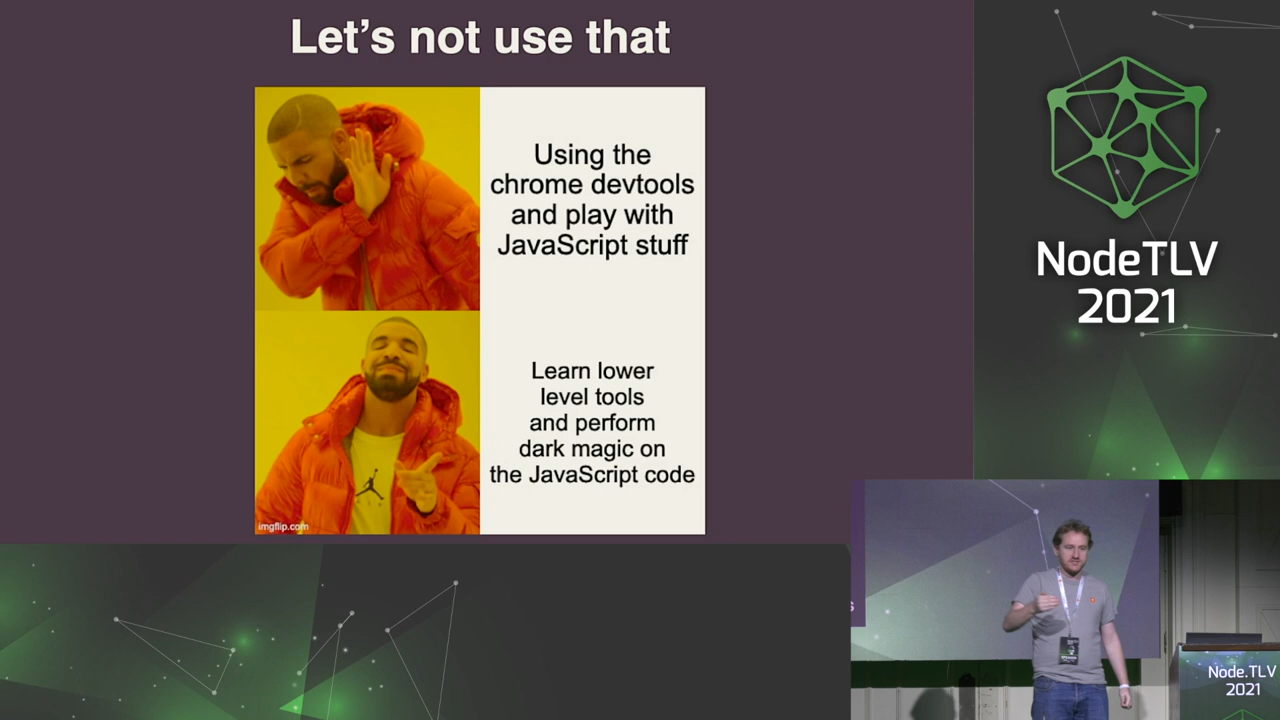 Let's not use that
Using the
chrome devtools
and play with
JavaScript stuff
Learn lower
level tools
and perform
dark magic on
the JavaScript code
imgflip.com
NodeTLV
2021
s
Node.TLV
2021